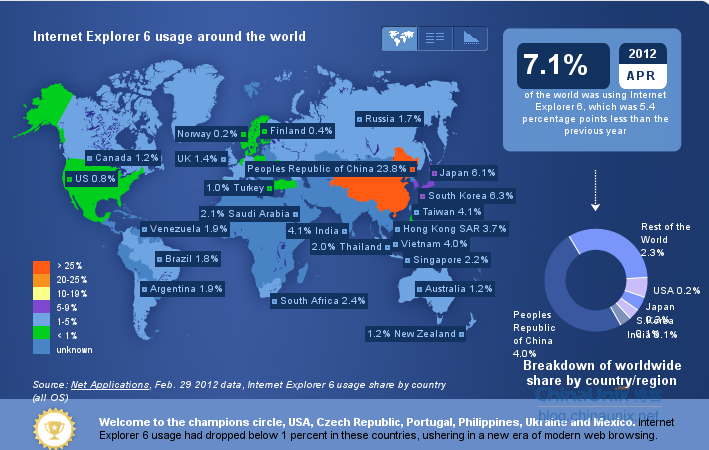 Internet Explorer 6 usage around the world
7.1%
2012
APR
of the world was using Internet
Explorer 6, which was 5.4
percentage points less than the
previous year
Norway 0.2%
Finland 0.4%
Russia 1.7%
Canada 1.2%
UK 1.4%
Peoples Republic of China 23.8%
Japan 6.1%
US 0.8%
1.0% Turkey
South Korea 6.3%
2.1% Saudi Arabia
Taiwan 4.1%
Venezuela 1.9%
4.1% India
Hong Kong SAR 3.7%
2.0% Thailand
Vietnam 4.0%
Brazil 1.8%
Singapore 2.2%
Argentina 1.9%
Australia 1.2%
South Africa 2.4%
1.2% New Zealand
> 25%
20-25%
10-19%
5-9%
1-5%
< 1%
unknown
Rest of the
World
2.3%
USA 0.2%
Japan
0.3%
S.Korea
0.1%
India 0.1%
Peoples
Republic
of China
4.0%
Breakdown of worldwide
share by country/region
Source: Net Applications, Feb. 29 2012 data, Internet Explorer 6 usage share by country
(all OS)
ChinaUnix
blog.chinaunix.net
Welcome to the champions circle, USA, Czech Republic, Portugal, Philippines, Ukraine and Mexico. Internet
Explorer 6 usage had dropped below 1 percent in these countries, ushering in a new era of modern web browsing.